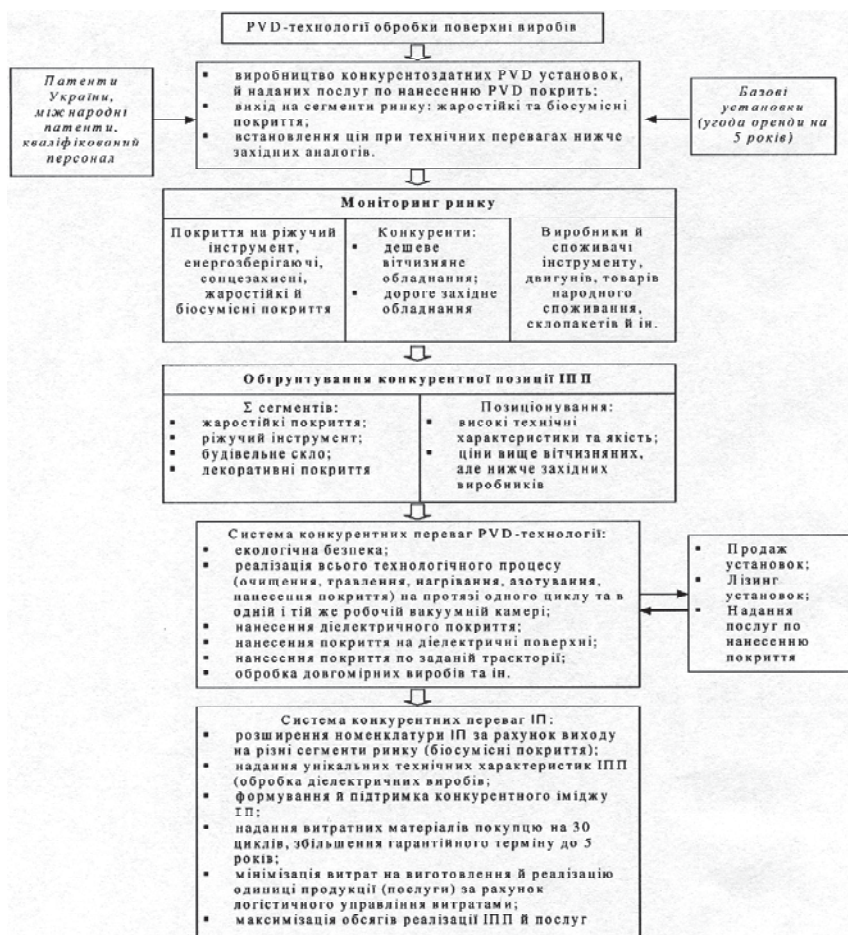 PVD-технології обробки поверхні виробів
Патенти
України,
міжнародні
патенти.
кваліфікований
персонал
▪ виробництво конкурентоздатних PVD установок,
й наданих послуг по нанесенню PVD покрить;
▪ вихід на сегменти ринку: жаростійкі та біосумісні
покриття;
▪ встановлення цін при технічних перевагах нижче
західних аналогів.
Базові
установки
(угода оренди на
5 років)
Моніторинг ринку
Покриття на ріжучий
інструмент,
енергозберігаючі,
сонцезахисні,
жаростійкі й
біосумісні покриття
Конкуренти:
▪ дешеве
вітчизняне
обладнання;
▪ дороге західне
обладнання
Виробники й
споживачі
інструменту,
двигунів, товарів
народного
споживання,
склопакетів й ін.
Обґрунтування конкурентної позиції ІПП
Σ сегментів:
▪ жаростійкі покриття;
▪ ріжучий інструмент;
▪ будівельне скло;
▪ декоративні покриття
Позиціонування:
▪ високі технічні
характеристики та якість;
▪ ціни вище вітчизняних,
але нижче західних
виробників
Система конкурентних переваг PVD-технології:
▪ екологічна безпека;
▪ реалізація всього технологічного процесу
(очищення, травлення, нагрівання, азотування,
нанесення покриття) на протязі одного циклу та в
одній і тій же робочій вакуумній камері;
▪ нанесення діелектричного покриття;
▪ нанесення покриття на діелектричні поверхні;
▪ нанесення покриття по заданій траєкторії;
▪ обробка довгомірних виробів та ін.
▪ Продаж
установок;
▪ Лізинг
установок;
▪ Надання
послуг по
нанесенню
покриття
Система конкурентних переваг ІП:
▪ розширення номенклатури ІП за рахунок виходу
на різні сегменти ринку (біосумісні покриття);
▪ надання унікальних технічних характеристик ІПП
(обробка діелектричних виробів;
▪ формування й підтримка конкурентного іміджу
ІП;
▪ надання витратних матеріалів покупцю на 30
циклів, збільшення гарантійного терміну до 5
років;
▪ мінімізація витрат на виготовлення й реалізацію
одиниці продукції (послуги) за рахунок
логістичного управління витратами;
▪ максимізація обсягів реалізації ІПП й послуг